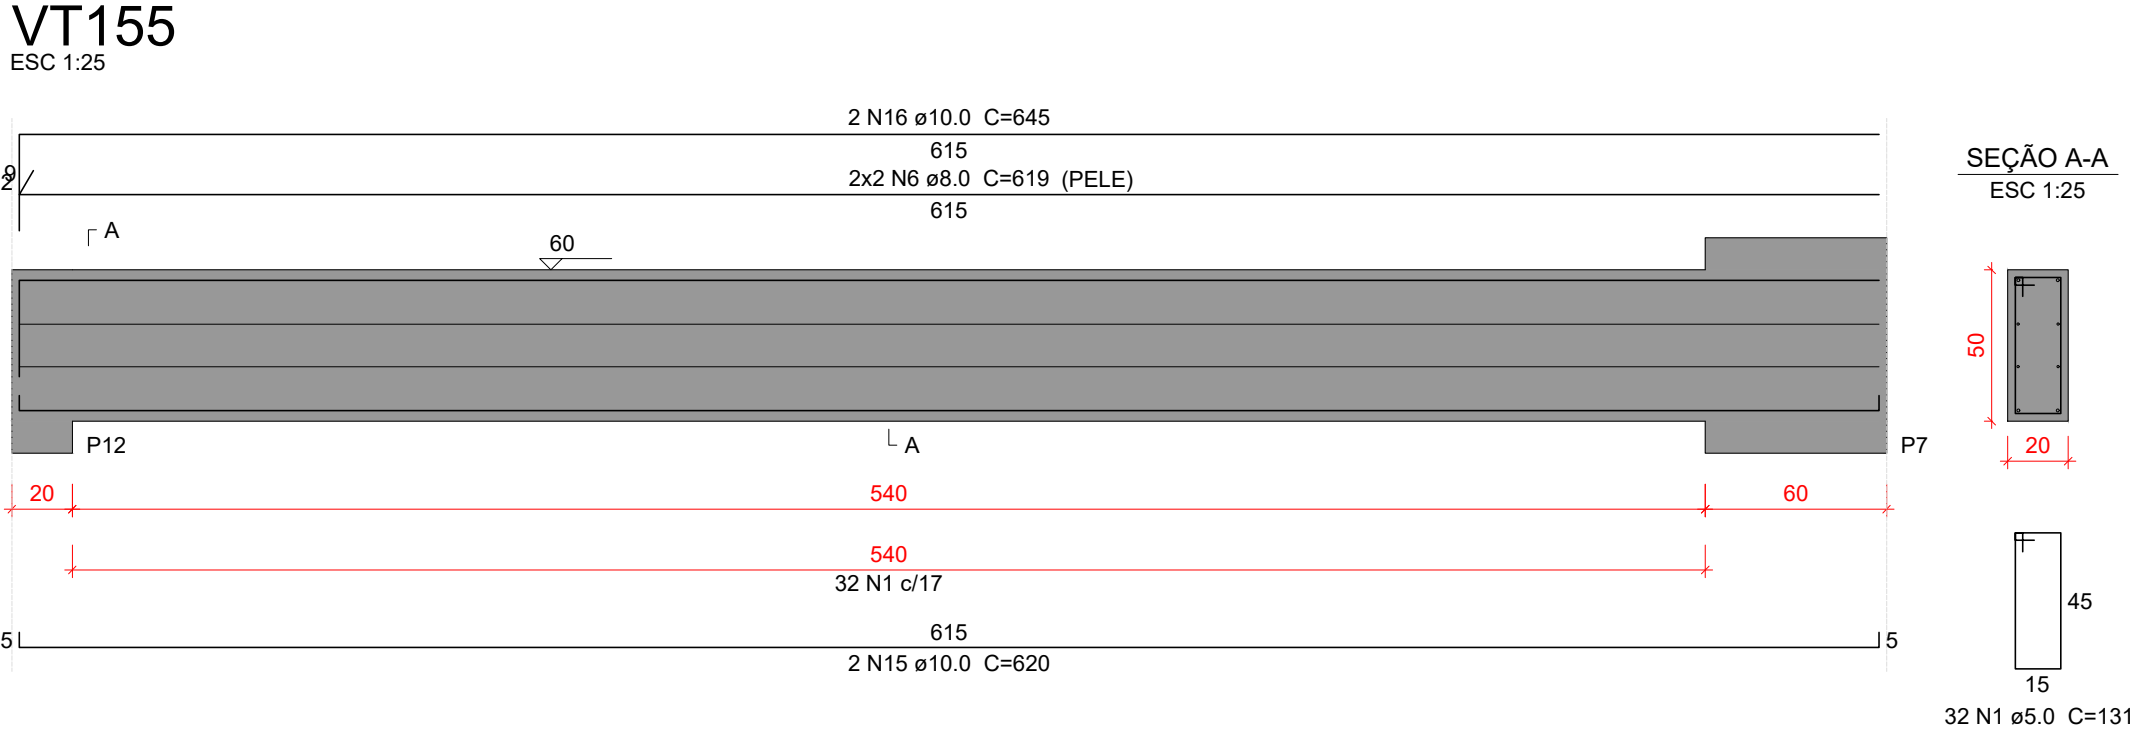 VT155
ESC 1:25
2 N16 ø10.0 C=645
615
9
2
2x2 N6 ø8.0 C=619 (PELE)
615
A
60
P12
A
P7
20
540
60
540
32 N1 c/17
5
615
5
2 N15 ø10.0 C=620
SEÇÃO A-A
ESC 1:25
50
20
45
15
32 N1 ø5.0 C=131